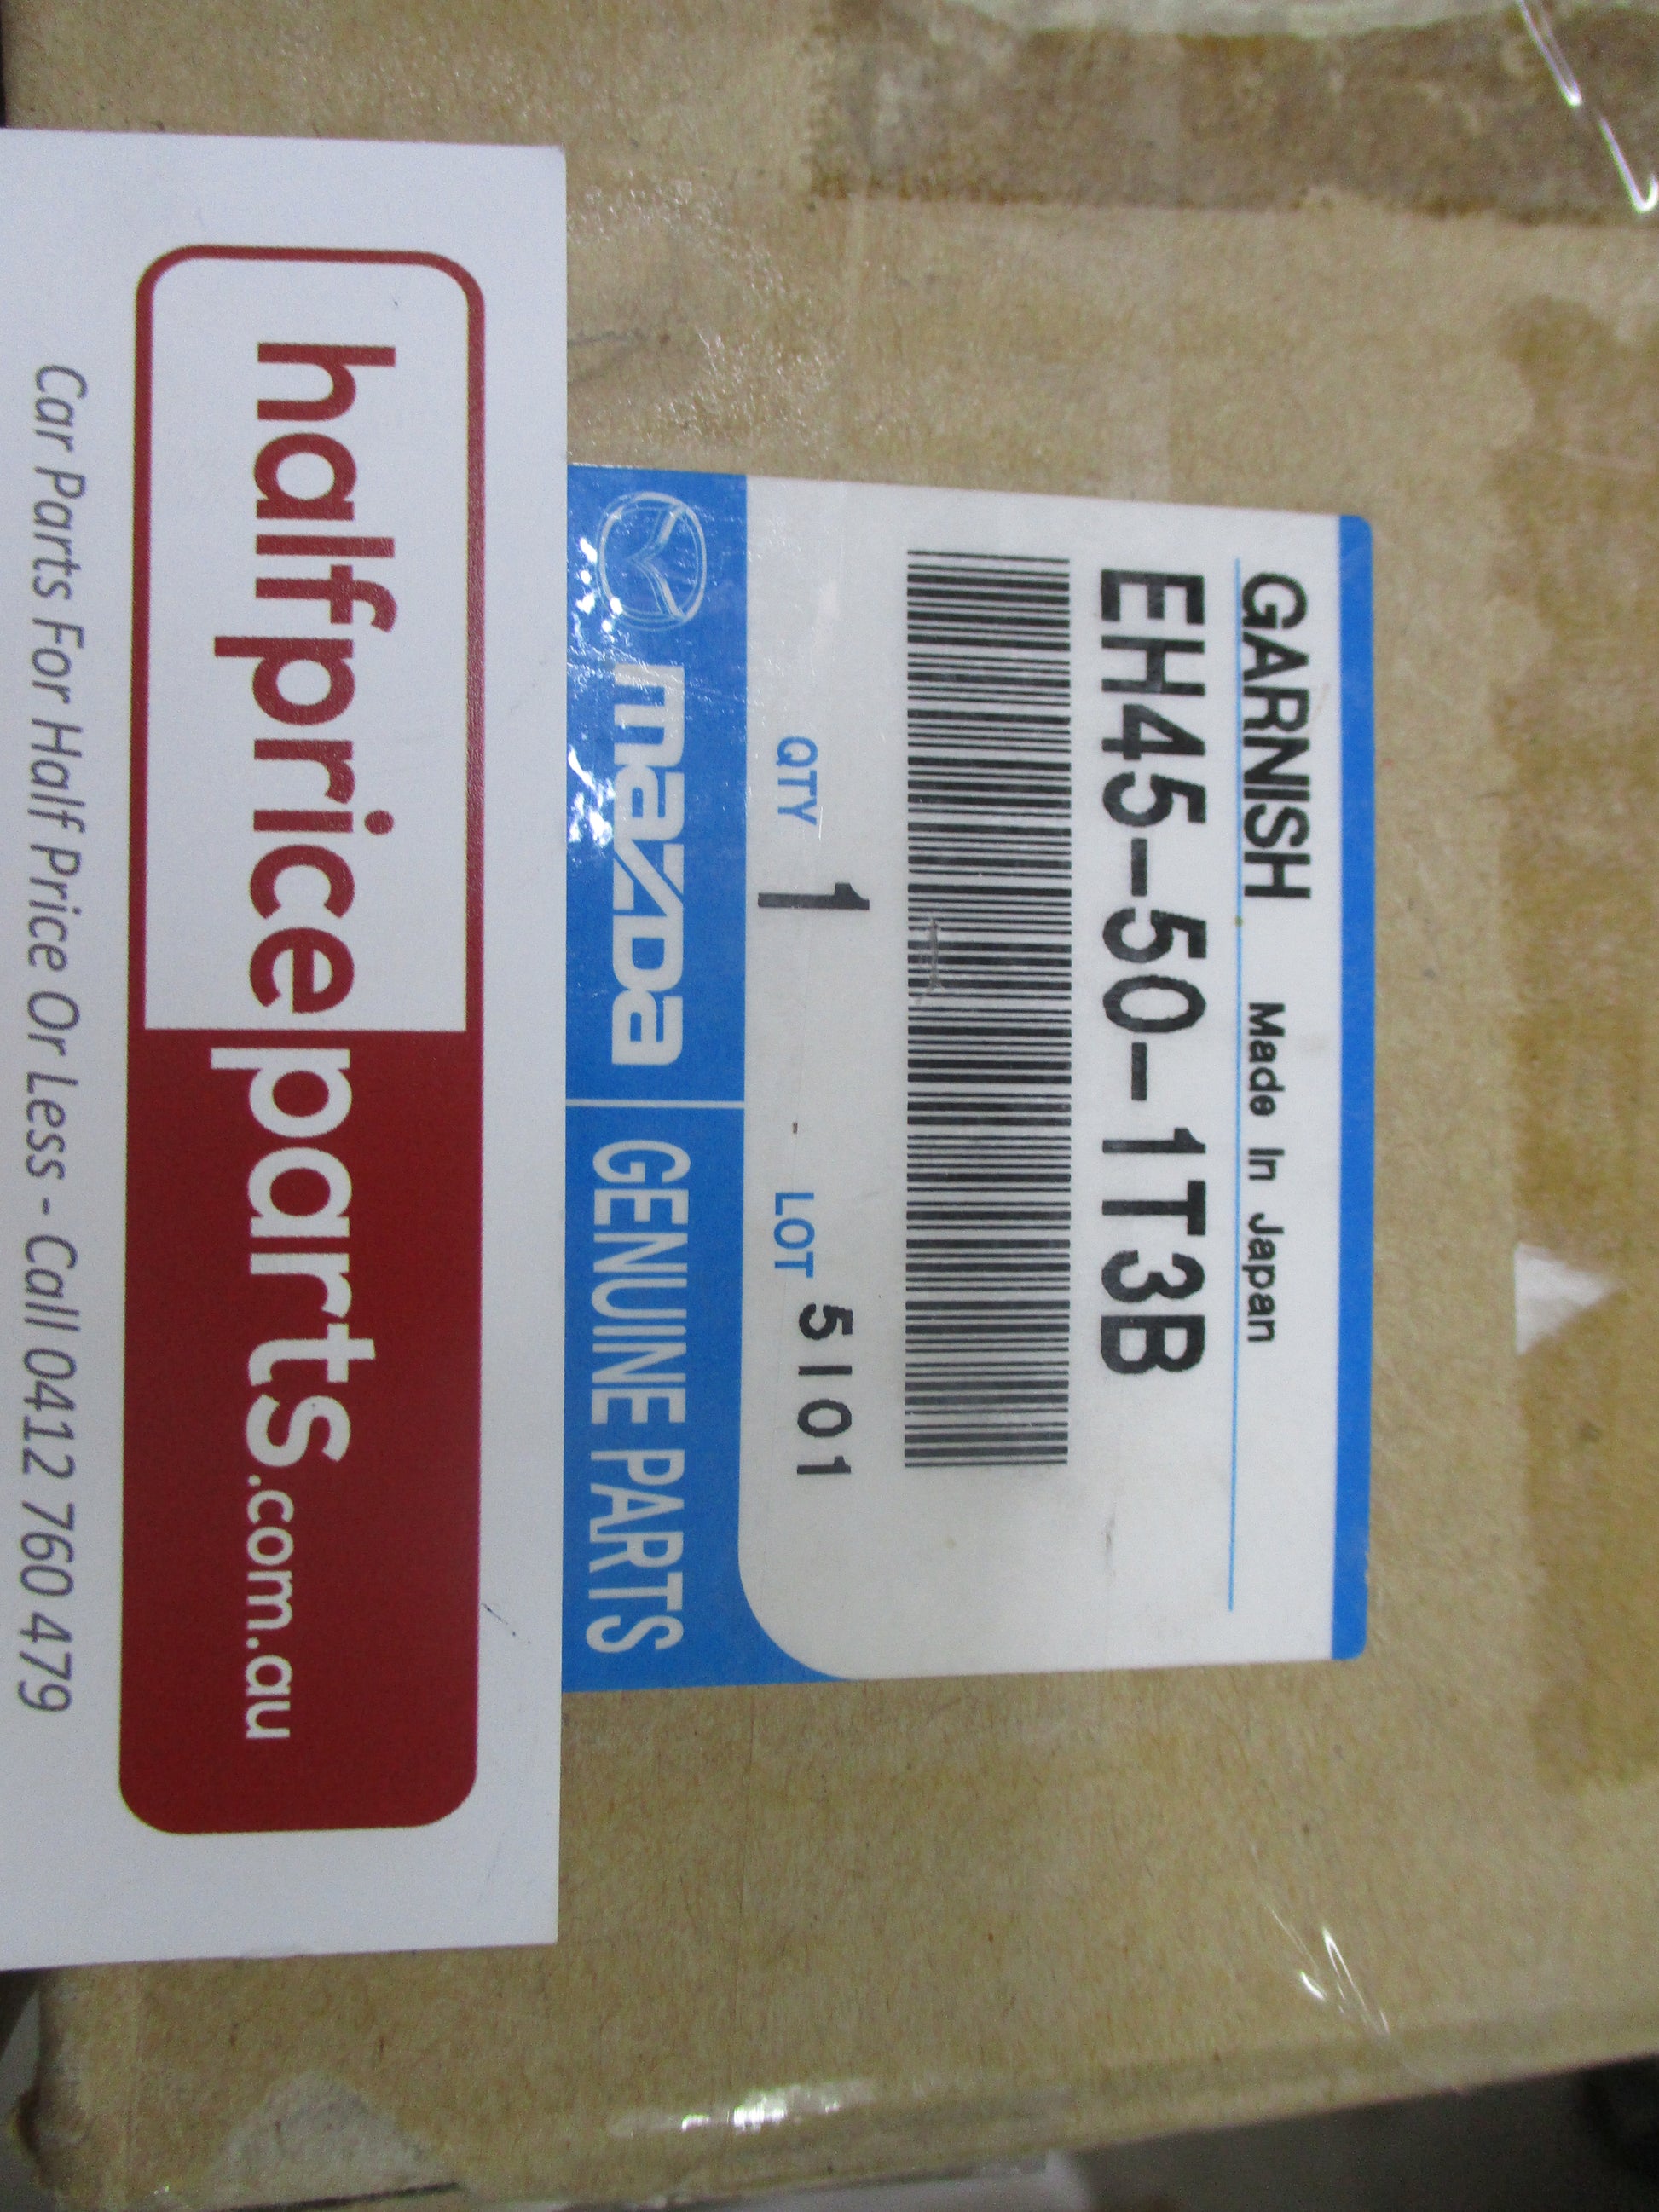 GARNISH Made In Japan
EH45-50-1T3B
QTY 1 LOT 5101
mazda GENUINE PARTS
halfpriceparts.com.au
Car Parts For Half Price Or Less - Call 0412 760 479